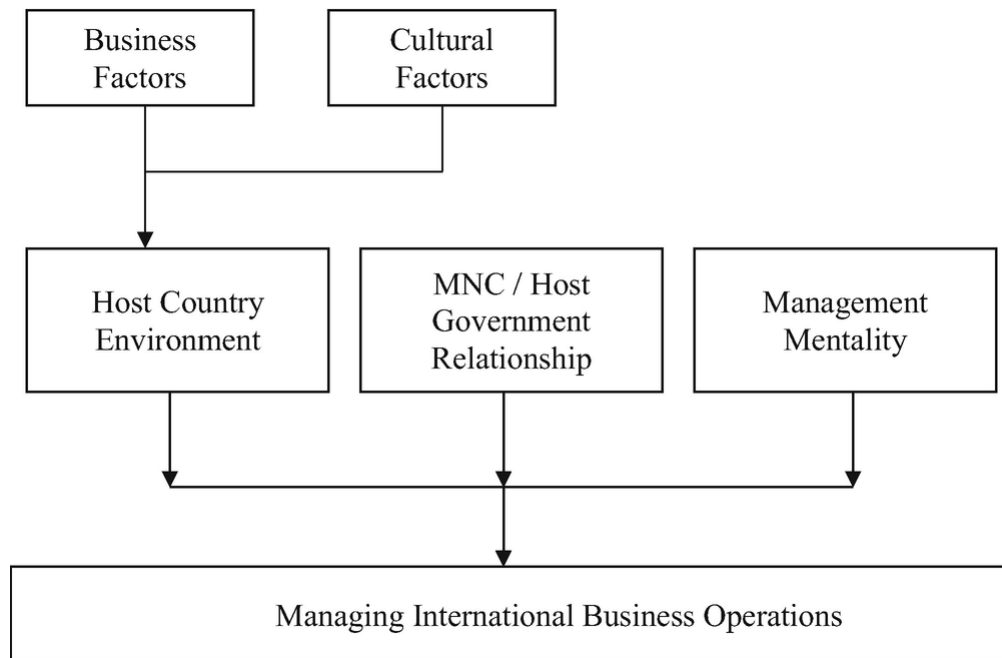 Business
Factors
Cultural
Factors
Host Country
Environment
MNC / Host
Government
Relationship
Management
Mentality
Managing International Business Operations